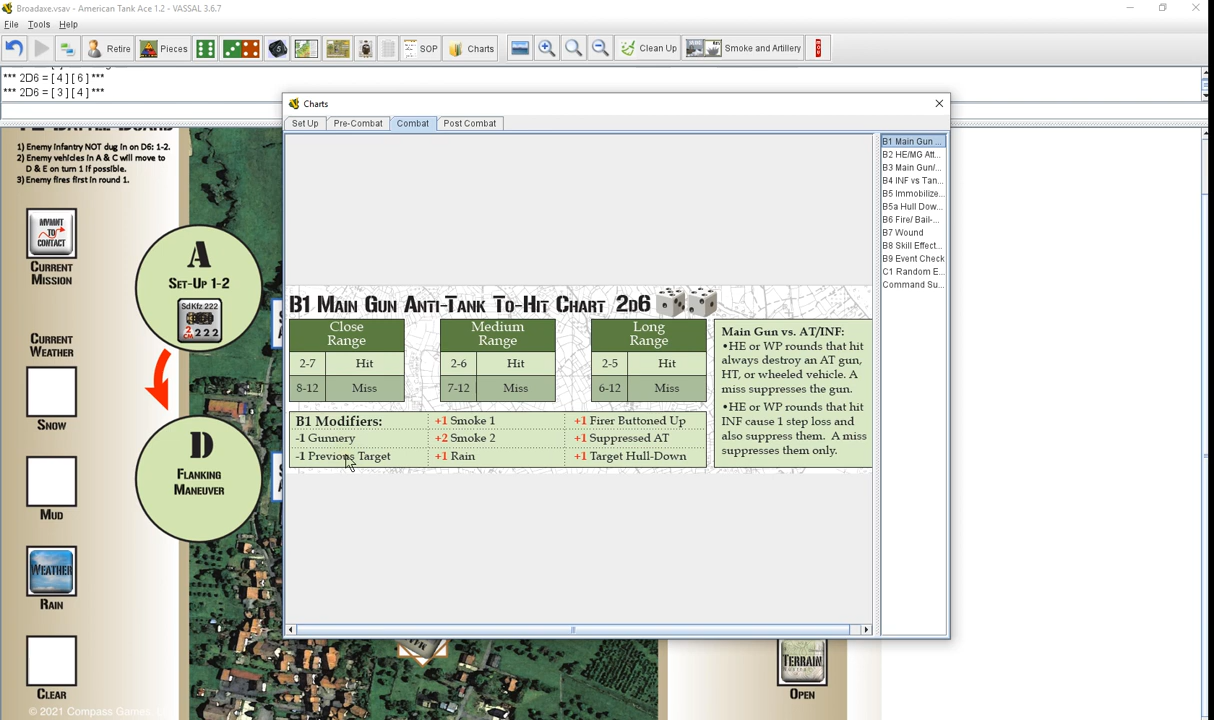 Broadaxe.vsav - American Tank Ace 1.2 - VASSAL 3.6.7
File Tools Help
Retire Pieces SOP Charts Clean Up Smoke and Artillery
*** 2D6 = [ 4 ] [ 6 ] ***
*** 2D6 = [ 3 ] [ 4 ] ***
Battle Board
1) Enemy infantry NOT dug in on D6: 1-2.
2) Enemy vehicles in A & C will move to
D & E on turn 1 if possible.
3) Enemy fires first in round 1.
MVMNT
TO
CONTACT
Current
Mission
Current
Weather
Snow
Mud
WEATHER
Rain
Clear
© 2021 Compass Games,
A
Set-Up 1-2
SdKfz 222
2
CM 2 2 2
D
Flanking
Maneuver
Charts
Set Up Pre-Combat Combat Post Combat
B1 Main Gun Anti-Tank To-Hit Chart 2D6
Close
Range
2-7 Hit
8-12 Miss
Medium
Range
2-6 Hit
7-12 Miss
Long
Range
2-5 Hit
6-12 Miss
B1 Modifiers: +1 Smoke 1 +1 Firer Buttoned Up
-1 Gunnery +2 Smoke 2 +1 Suppressed AT
-1 Previous Target +1 Rain +1 Target Hull-Down
Main Gun vs. AT/INF:
•HE or WP rounds that hit
always destroy an AT gun,
HT, or wheeled vehicle. A
miss suppresses the gun.
•HE or WP rounds that hit
INF cause 1 step loss and
also suppress them. A miss
suppresses them only.
B1 Main Gun ...
B2 HE/MG Att...
B3 Main Gun/...
B4 INF vs Tan...
B5 Immobilize...
B5a Hull Dow...
B6 Fire/ Bail-...
B7 Wound
B8 Skill Effect...
B9 Event Check
C1 Random E...
Command Su...
TERRAIN
Open